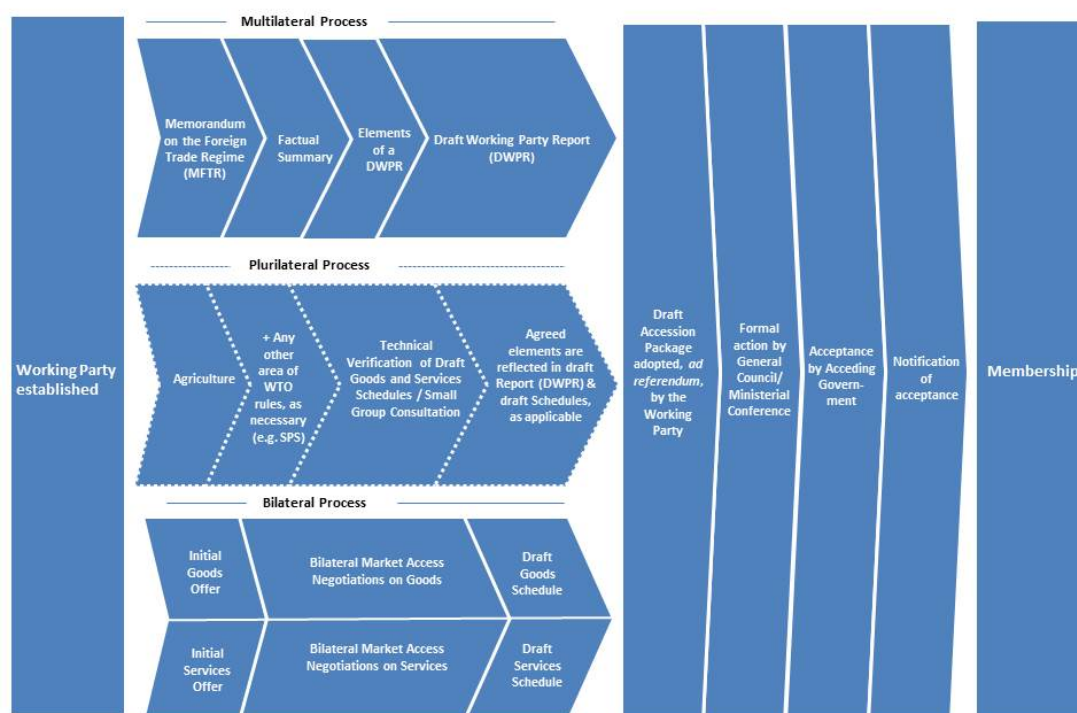 Working Party
established
Multilateral Process
Memorandum
on the Foreign
Trade Regime
(MFTR)
Factual
Summary
Elements
of a
DWPR
Draft Working Party Report
(DWPR)
Plurilateral Process
Agriculture
+ Any
other
area of
WTO
rules, as
necessary
(e.g. SPS)
Technical
Verification of Draft
Goods and Services
Schedules / Small
Group Consultation
Agreed
elements are
reflected in draft
Report (DWPR) &
draft Schedules,
as applicable
Bilateral Process
Initial
Goods
Offer
Bilateral Market Access
Negotiations on Goods
Draft
Goods
Schedule
Initial
Services
Offer
Bilateral Market Access
Negotiations on Services
Draft
Services
Schedule
Draft
Accession
Package
adopted, ad
referendum,
by the
Working
Party
Formal
action by
General
Council/
Ministerial
Conference
Acceptance
by Acceding
Govern-
ment
Notification
of
acceptance
Membership